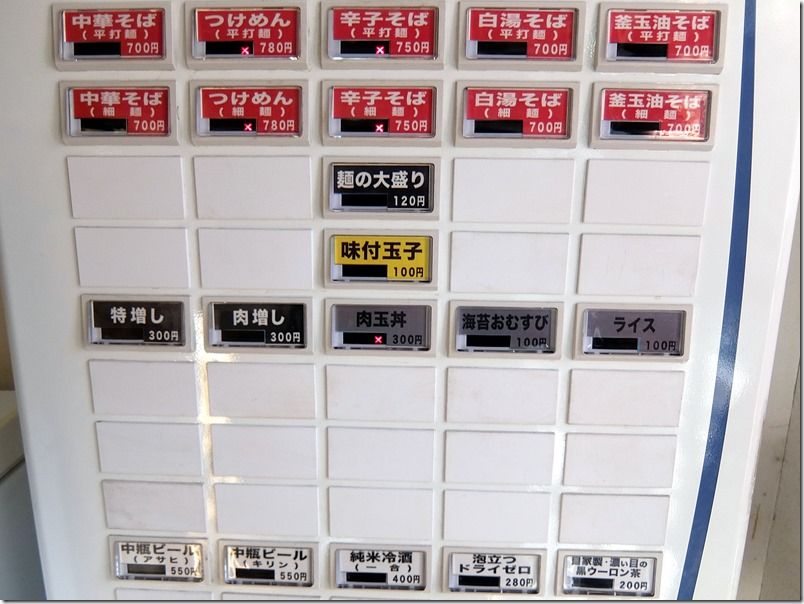 中華そば
(平打麺)
700円
つけめん
(平打麺)
× 780円
辛子そば
(平打麺)
× 750円
白湯そば
(平打麺)
700円
釜玉油そば
(平打麺)
700円
中華そば
(細麺)
700円
つけめん
(細麺)
× 780円
辛子そば
(細麺)
× 750円
白湯そば
(細麺)
700円
釜玉油そば
(細麺)
700円
麺の大盛り
120円
味付玉子
100円
特増し
300円
肉増し
300円
肉玉丼
× 300円
海苔おむすび
100円
ライス
100円
中瓶ビール
(アサヒ)
550円
中瓶ビール
(キリン)
550円
純米冷酒
(一合)
400円
泡立つ
ドライゼロ
280円
自家製・濃い目の
黒ウーロン茶
200円